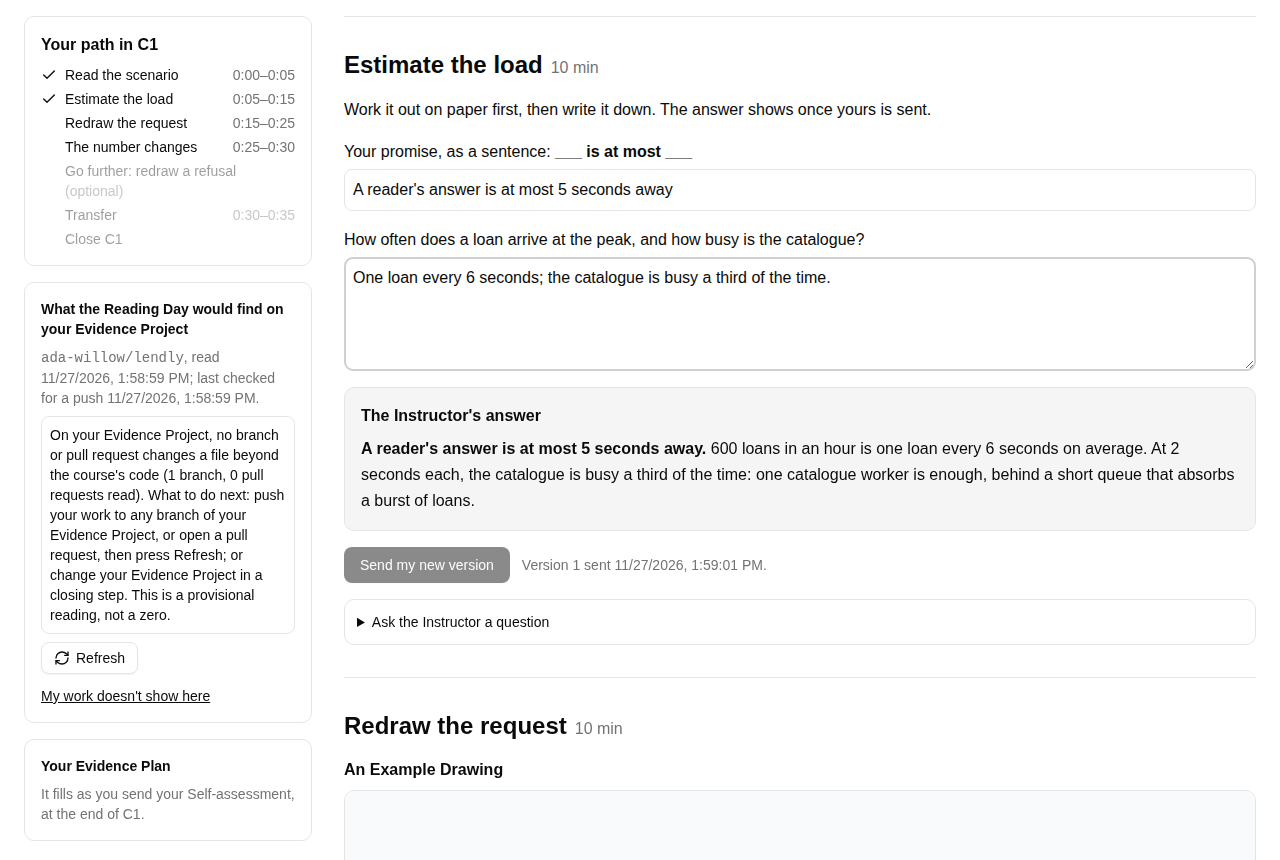 Your path in C1
Read the scenario 0:00–0:05
Estimate the load 0:05–0:15
Redraw the request 0:15–0:25
The number changes 0:25–0:30
Go further: redraw a refusal
(optional)
Transfer 0:30–0:35
Close C1
What the Reading Day would find on
your Evidence Project
ada-willow/lendly, read
11/27/2026, 1:58:59 PM; last checked
for a push 11/27/2026, 1:58:59 PM.
On your Evidence Project, no branch
or pull request changes a file beyond
the course's code (1 branch, 0 pull
requests read). What to do next: push
your work to any branch of your
Evidence Project, or open a pull
request, then press Refresh; or
change your Evidence Project in a
closing step. This is a provisional
reading, not a zero.
Refresh
My work doesn't show here
Your Evidence Plan
It fills as you send your Self-assessment,
at the end of C1.
Estimate the load 10 min
Work it out on paper first, then write it down. The answer shows once yours is sent.
Your promise, as a sentence: ___ is at most ___
A reader's answer is at most 5 seconds away
How often does a loan arrive at the peak, and how busy is the catalogue?
One loan every 6 seconds; the catalogue is busy a third of the time.
The Instructor's answer
A reader's answer is at most 5 seconds away. 600 loans in an hour is one loan every 6 seconds on average. At 2
seconds each, the catalogue is busy a third of the time: one catalogue worker is enough, behind a short queue that absorbs
a burst of loans.
Send my new version Version 1 sent 11/27/2026, 1:59:01 PM.
Ask the Instructor a question
Redraw the request 10 min
An Example Drawing